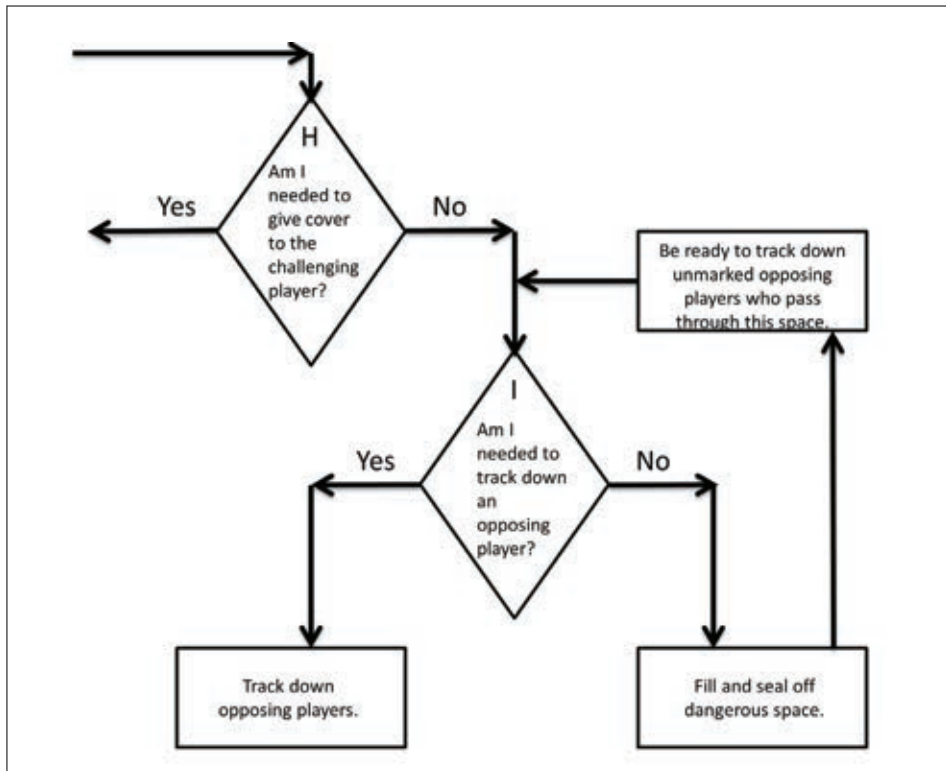 H
Am I
needed to
give cover
to the
challenging
player?
Yes
No
Be ready to track down
unmarked opposing
players who pass
through this space.
I
Am I
needed to
track down
an
opposing
player?
Yes
No
Track down
opposing players.
Fill and seal off
dangerous space.